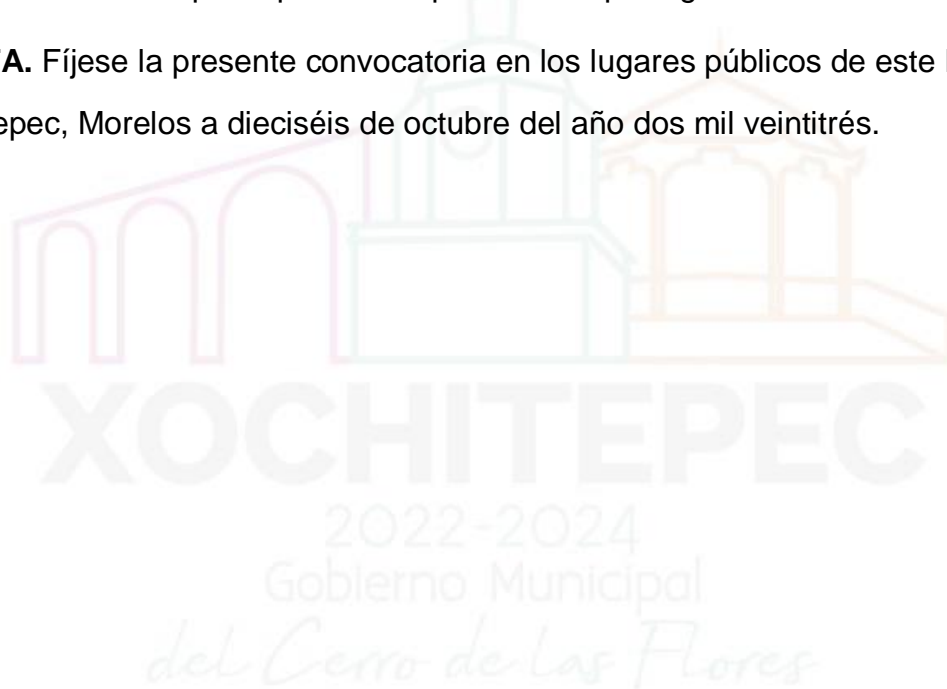 A. Fíjese la presente convocatoria en los lugares públicos de este
epec, Morelos a dieciséis de octubre del año dos mil veintitrés.
XOCHITEPEC
2022-2024
Gobierno Municipal
del Cerro de las Flores